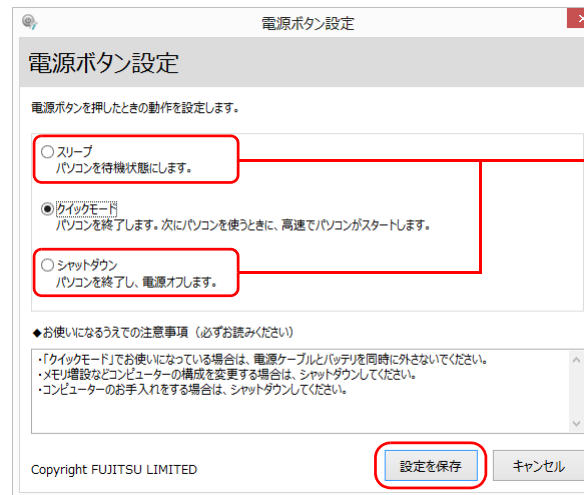 電源ボタン設定
電源ボタン設定
電源ボタンを押したときの動作を設定します。
スリープ
パソコンを待機状態にします。
クイックモード
パソコンを終了します。次にパソコンを使うときに、高速でパソコンがスタートします。
シャットダウン
パソコンを終了し、電源オフします。
◆お使いになるうえでの注意事項（必ずお読みください）
・「クイックモード」でお使いになっている場合は、電源ケーブルとバッテリを同時に外さないでください。
・メモリ増設などコンピューターの構成を変更する場合は、シャットダウンしてください。
・コンピューターのお手入れをする場合は、シャットダウンしてください。
Copyright FUJITSU LIMITED
設定を保存
キャンセル